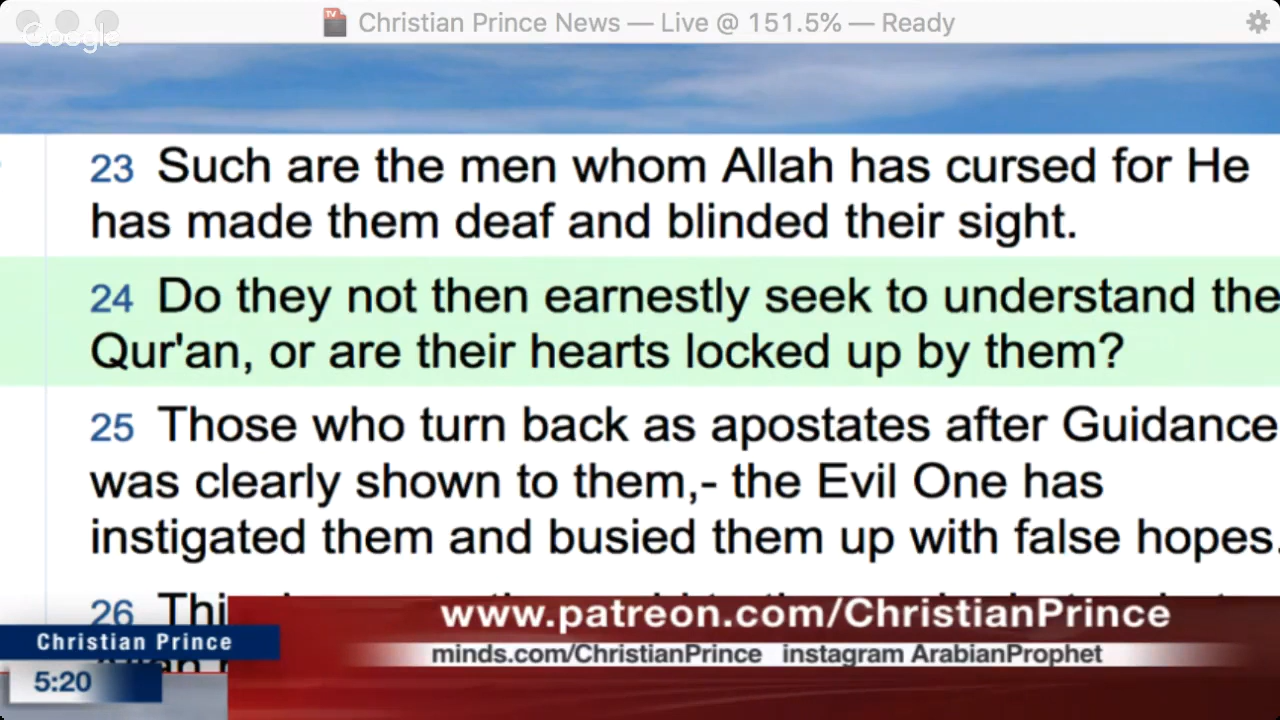 Christian Prince News — Live @ 151.5% — Ready
Google
23 Such are the men whom Allah has cursed for He
has made them deaf and blinded their sight.
24 Do they not then earnestly seek to understand the
Qur'an, or are their hearts locked up by them?
25 Those who turn back as apostates after Guidance
was clearly shown to them,- the Evil One has
instigated them and busied them up with false hopes.
26
www.patreon.com/ChristianPrince
Christian Prince
minds.com/ChristianPrince instagram ArabianProphet
5:20